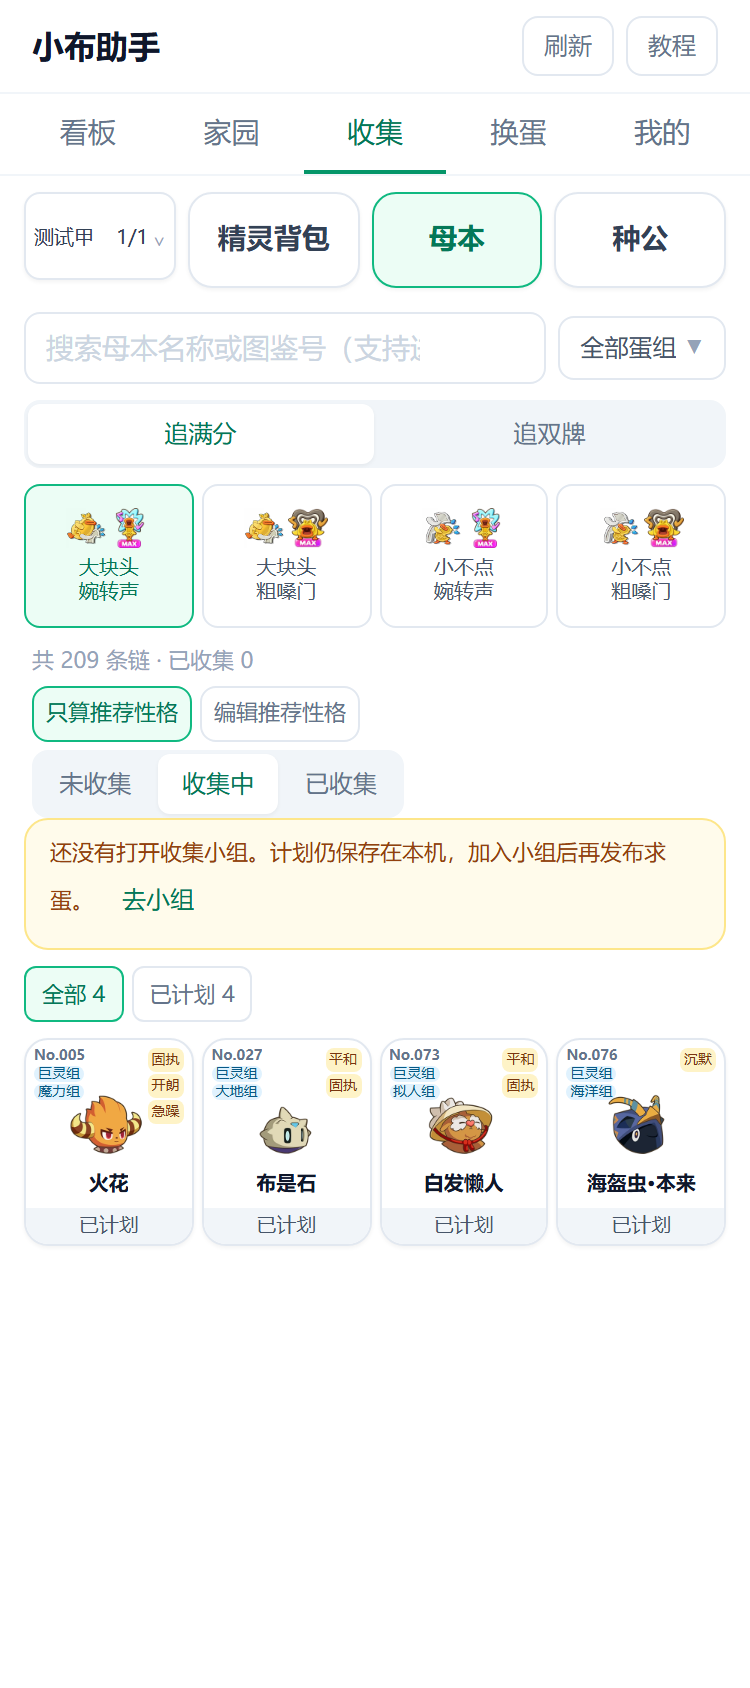 小布助手
刷新
教程
看板
家园
收集
换蛋
我的
测试甲 1/1
精灵背包
母本
种公
搜索母本名称或图鉴号（支持
全部蛋组 ▼
追满分
追双牌
MAX
大块头
婉转声
MAX
大块头
粗嗓门
MAX
小不点
婉转声
MAX
小不点
粗嗓门
共 209 条链 · 已收集 0
只算推荐性格
编辑推荐性格
未收集
收集中
已收集
还没有打开收集小组。计划仍保存在本机，加入小组后再发布求
蛋。 去小组
全部 4
已计划 4
No.005
巨灵组
魔力组
固执
开朗
急躁
火花
已计划
No.027
巨灵组
大地组
平和
固执
布是石
已计划
No.073
巨灵组
拟人组
平和
固执
白发懒人
已计划
No.076
巨灵组
海洋组
沉默
海盔虫•本来
已计划